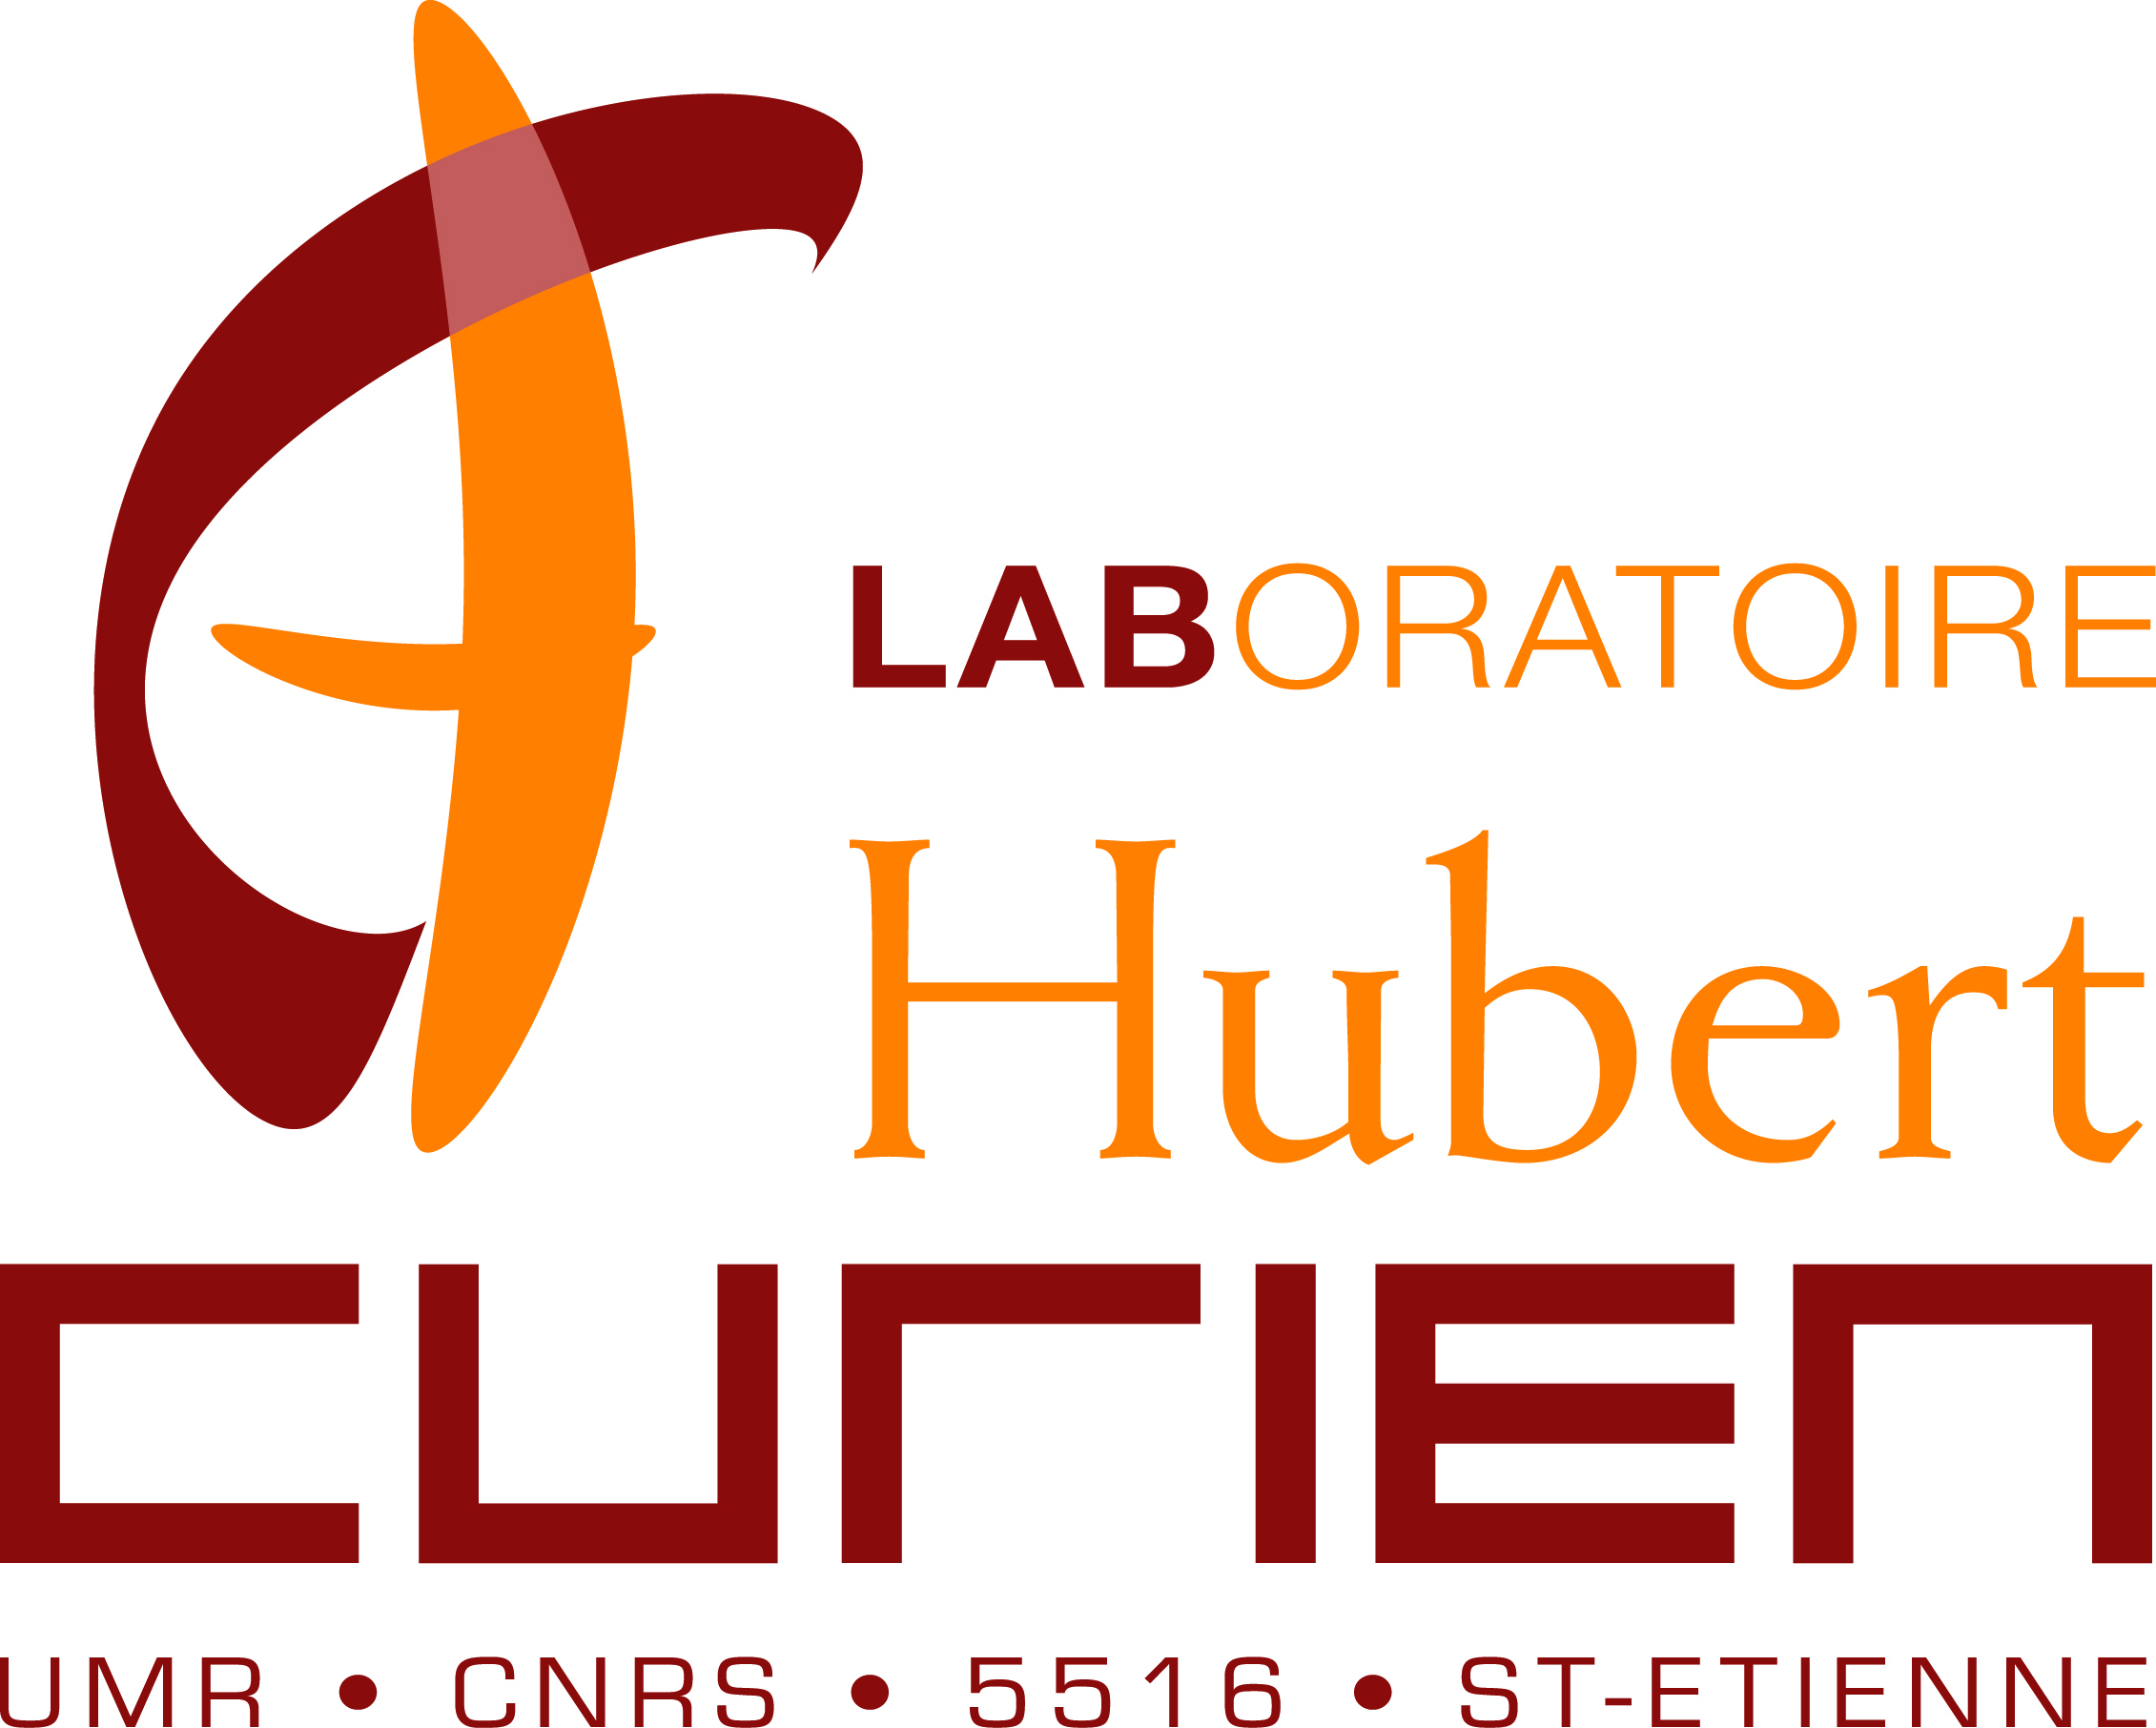 LABORATOIRE
Hubert
CURIEN
UMR • CNRS • 5516 • ST-ETIENNE